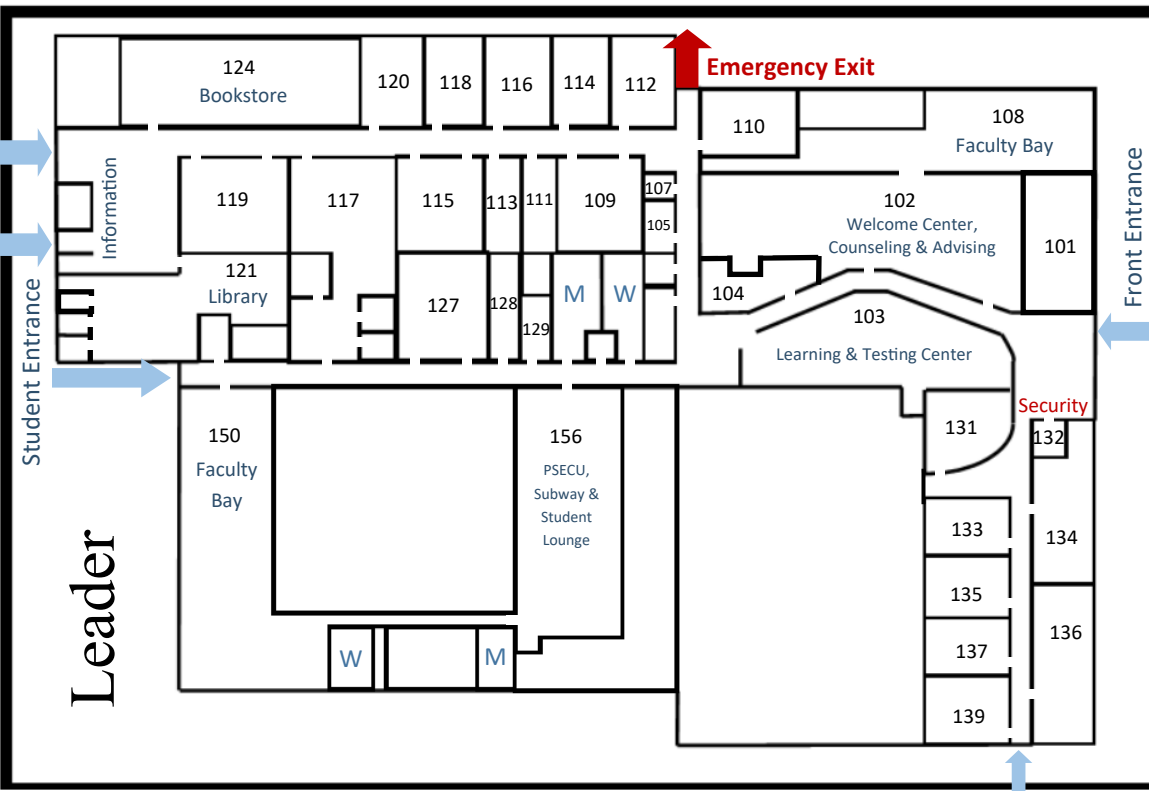 Emergency Exit
124
Bookstore
120
118
116
114
112
110
108
Faculty Bay
Information
119
117
115
113
111
109
107
105
102
Welcome Center,
Counseling & Advising
101
Front Entrance
121
Library
127
128
129
M
W
104
103
Learning & Testing Center
Student Entrance
Security
150
Faculty
Bay
156
PSECU,
Subway &
Student
Lounge
131
132
133
134
135
136
137
139
W
M
Leader